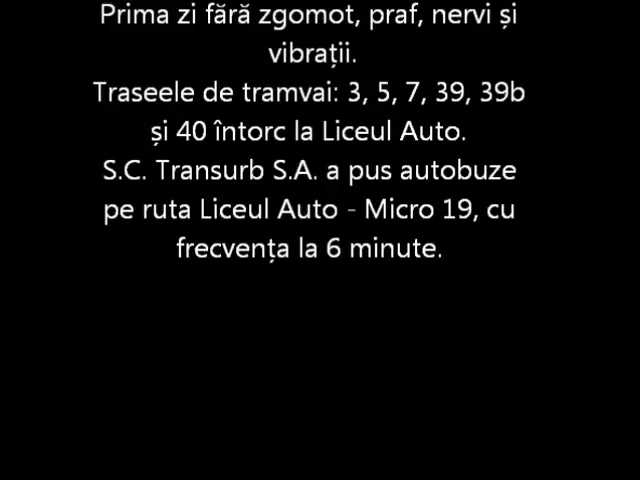 Prima zi fără zgomot, praf, nervi și
vibrații.
Traseele de tramvai: 3, 5, 7, 39, 39b
și 40 întorc la Liceul Auto.
S.C. Transurb S.A. a pus autobuze
pe ruta Liceul Auto - Micro 19, cu
frecvența la 6 minute.